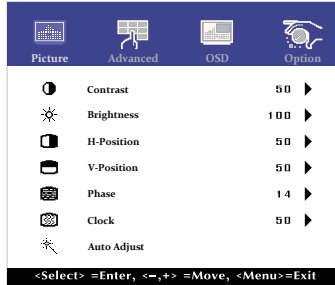 Picture Advanced OSD Option
Contrast 50
Brightness 100
H-Position 50
V-Position 50
Phase 14
Clock 50
Auto Adjust
<Select> =Enter, <–,+> =Move, <Menu>=Exit